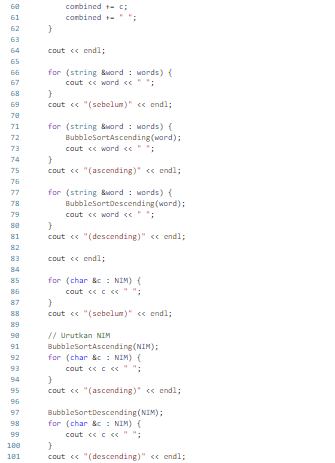 60 combined += c;
61 combined += " ";
62 }
63
64 cout << endl;
65
66 for (string &word : words) {
67 cout << word << " ";
68 }
69 cout << "(sebelum)" << endl;
70
71 for (string &word : words) {
72 BubbleSortAscending(word);
73 cout << word << " ";
74 }
75 cout << "(ascending)" << endl;
76
77 for (string &word : words) {
78 BubbleSortDescending(word);
79 cout << word << " ";
80 }
81 cout << "(descending)" << endl;
82
83 cout << endl;
84
85 for (char &c : NIM) {
86 cout << c << " ";
87 }
88 cout << "(sebelum)" << endl;
89
90 // Urutkan NIM
91 BubbleSortAscending(NIM);
92 for (char &c : NIM) {
93 cout << c << " ";
94 }
95 cout << "(ascending)" << endl;
96
97 BubbleSortDescending(NIM);
98 for (char &c : NIM) {
99 cout << c << " ";
100 }
101 cout << "(descending)" << endl;